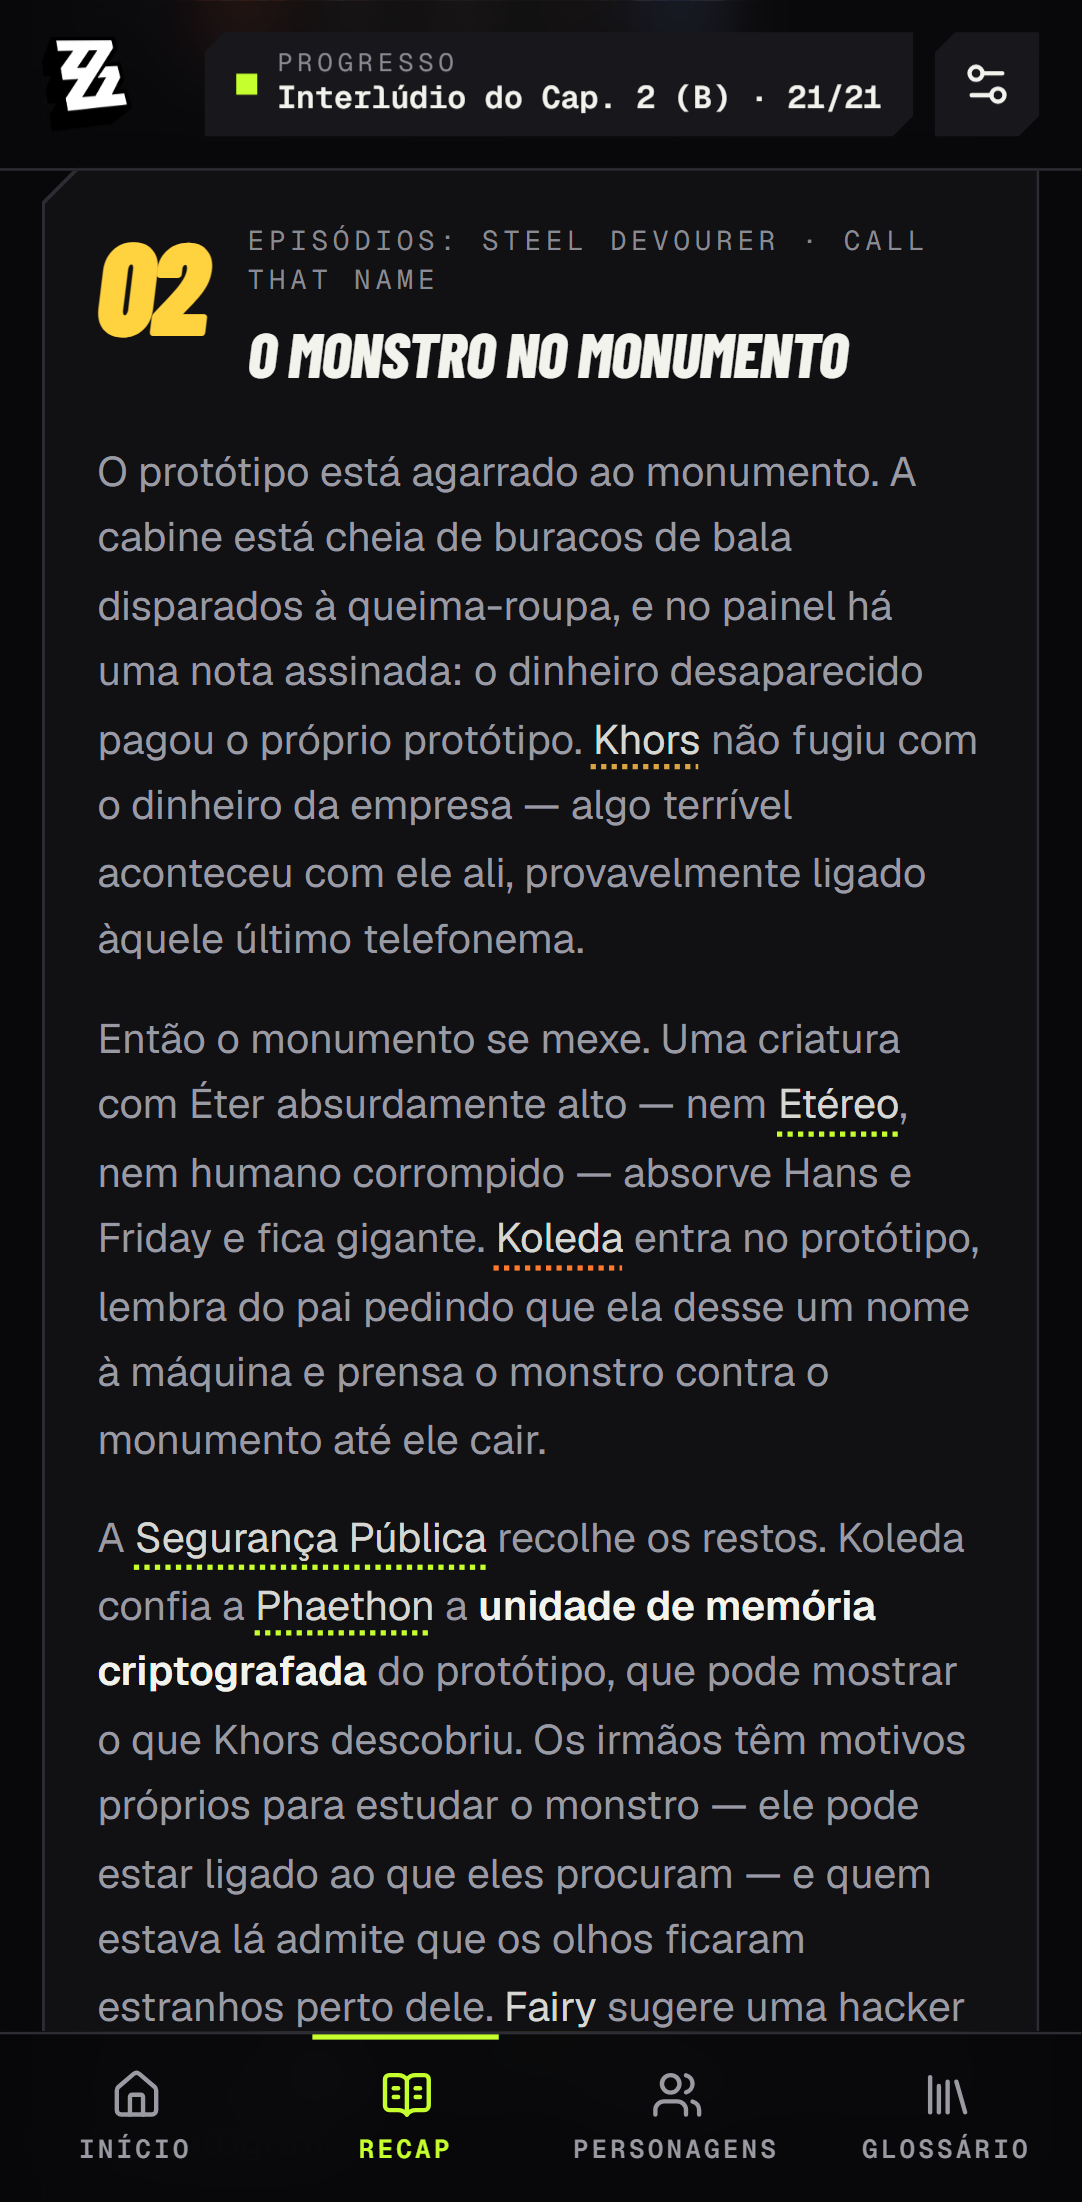 ZZZ
PROGRESSO
Interlúdio do Cap. 2 (B) · 21/21
02
EPISÓDIOS: STEEL DEVOURER · CALL
THAT NAME
O MONSTRO NO MONUMENTO
O protótipo está agarrado ao monumento. A
cabine está cheia de buracos de bala
disparados à queima-roupa, e no painel há
uma nota assinada: o dinheiro desaparecido
pagou o próprio protótipo. Khors não fugiu com
o dinheiro da empresa — algo terrível
aconteceu com ele ali, provavelmente ligado
àquele último telefonema.
Então o monumento se mexe. Uma criatura
com Éter absurdamente alto — nem Etéreo,
nem humano corrompido — absorve Hans e
Friday e fica gigante. Koleda entra no protótipo,
lembra do pai pedindo que ela desse um nome
à máquina e prensa o monstro contra o
monumento até ele cair.
A Segurança Pública recolhe os restos. Koleda
confia a Phaethon a unidade de memória
criptografada do protótipo, que pode mostrar
o que Khors descobriu. Os irmãos têm motivos
próprios para estudar o monstro — ele pode
estar ligado ao que eles procuram — e quem
estava lá admite que os olhos ficaram
estranhos perto dele. Fairy sugere uma hacker
INÍCIO
RECAP
PERSONAGENS
GLOSSÁRIO